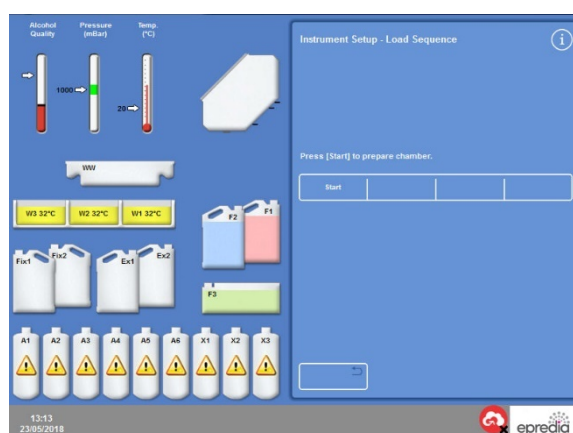 Alcohol Quality
Pressure (mBar)
Temp. (°C)
Instrument Setup - Load Sequence
i
1000
20
Press [Start] to prepare chamber.
Start
WW
W3 32°C
W2 32°C
W1 32°C
F2
F1
Fix1
Fix2
Ex1
Ex2
F3
A1
A2
A3
A4
A5
A6
X1
X2
X3
13:13
23/05/2018
epredia